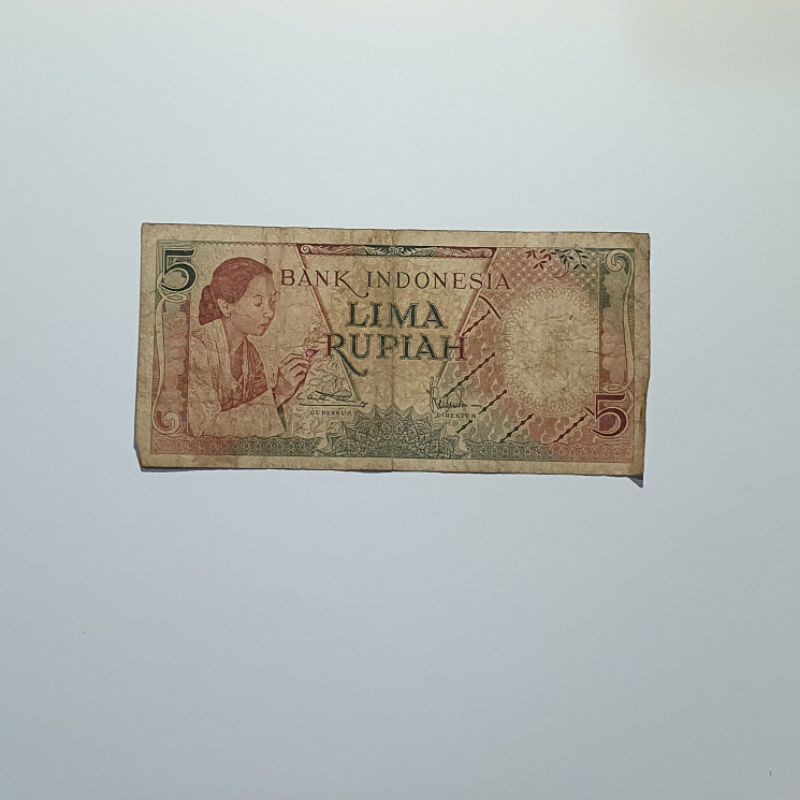 5
BANK INDONESIA
LIMA
RUPIAH
GUBERNUR
DIREKTUR
5